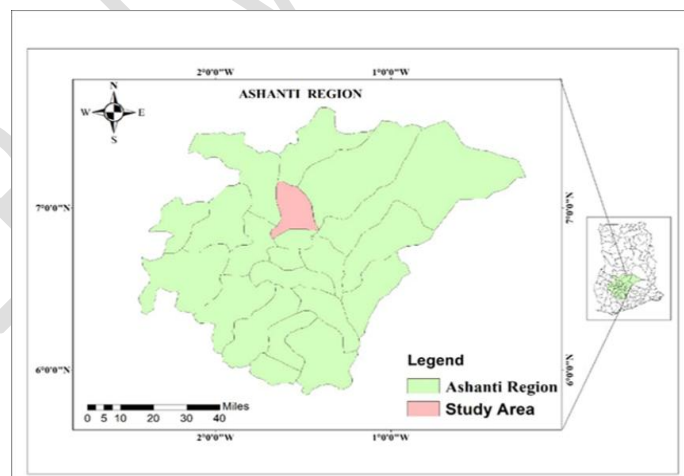 2°0'0"W 1°0'0"W
ASHANTI REGION
N
W E
S
7°0'0"N 7°0'0"N
6°0'0"N 6°0'0"N
Legend
Ashanti Region
Study Area
Miles
0 5 10 20 30 40
2°0'0"W 1°0'0"W